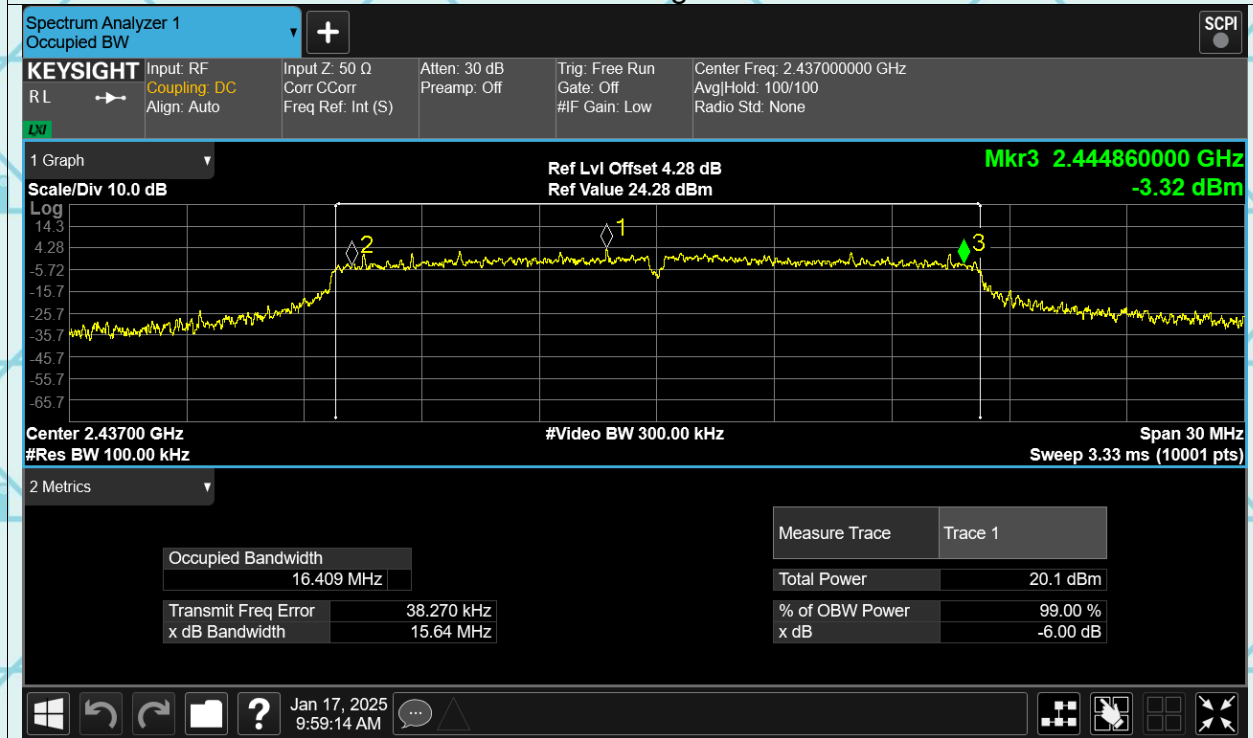 Spectrum Analyzer 1
Occupied BW
+
SCPI
KEYSIGHT
RL
LXI
Input: RF
Coupling: DC
Align: Auto
Input Z: 50 Ω
Corr CCorr
Freq Ref: Int (S)
Atten: 30 dB
Preamp: Off
Trig: Free Run
Gate: Off
#IF Gain: Low
Center Freq: 2.437000000 GHz
Avg|Hold: 100/100
Radio Std: None
1 Graph
Scale/Div 10.0 dB
Ref Lvl Offset 4.28 dB
Ref Value 24.28 dBm
Mkr3 2.444860000 GHz
-3.32 dBm
Log
14.3
4.28
-5.72
-15.7
-25.7
-35.7
-45.7
-55.7
-65.7
2
1
3
Center 2.43700 GHz
#Video BW 300.00 kHz
Span 30 MHz
#Res BW 100.00 kHz
Sweep 3.33 ms (10001 pts)
2 Metrics
Measure Trace Trace 1
Occupied Bandwidth
16.409 MHz
Total Power 20.1 dBm
Transmit Freq Error 38.270 kHz
% of OBW Power 99.00 %
x dB Bandwidth 15.64 MHz
x dB -6.00 dB
?
Jan 17, 2025
9:59:14 AM